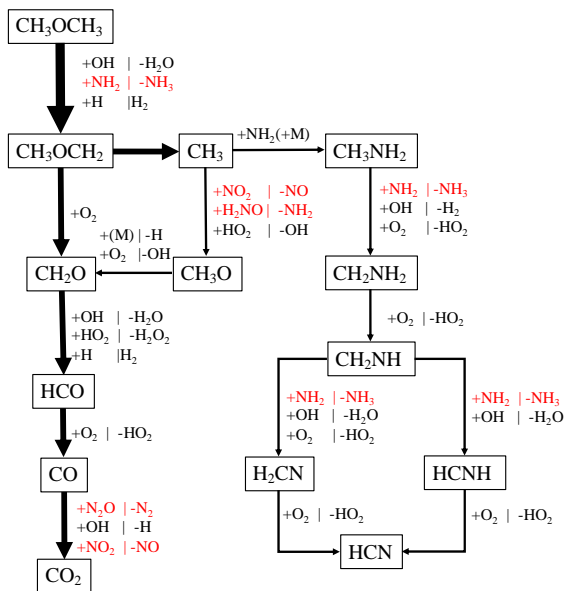 CH₃OCH₃
+OH | -H₂O
+NH₂ | -NH₃
+H |H₂
CH₃OCH₂
CH₃
+NH₂(+M)
CH₃NH₂
+O₂
+NO₂ | -NO
+H₂NO | -NH₂
+HO₂ | -OH
+NH₂ | -NH₃
+OH | -H₂
+O₂ | -HO₂
+(M) | -H
+O₂ |-OH
CH₂O
CH₃O
CH₂NH₂
+OH | -H₂O
+HO₂ | -H₂O₂
+H |H₂
+O₂ | -HO₂
CH₂NH
HCO
+NH₂ | -NH₃
+OH | -H₂O
+O₂ | -HO₂
+NH₂ | -NH₃
+OH | -H₂O
+O₂ | -HO₂
CO
H₂CN
HCNH
+N₂O | -N₂
+OH | -H
+NO₂ | -NO
+O₂ | -HO₂
+O₂ | -HO₂
HCN
CO₂